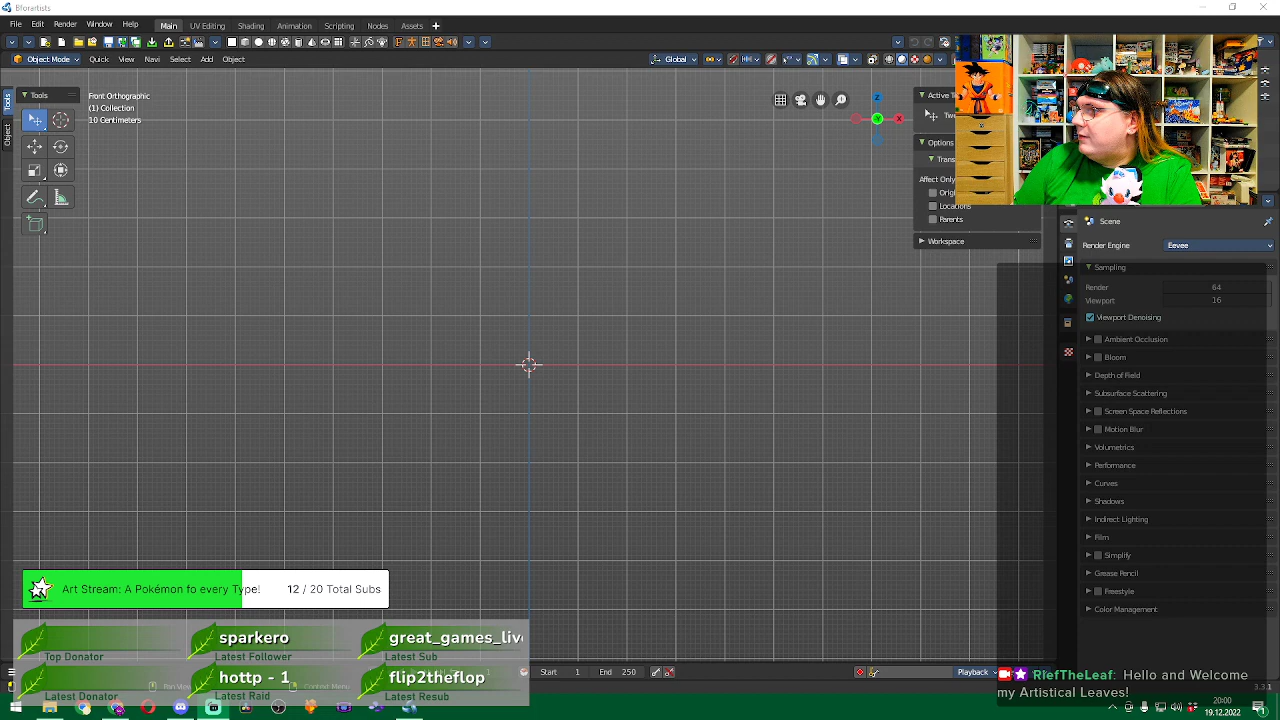 Bforartists
File Edit Render Window Help
Main UV Editing Shading Animation Scripting Nodes Assets +
Object Mode Quick View Navi Select Add Object Global
Tools
Tools
Object
Front Orthographic
(1) Collection
10 Centimeters
Z
X
-Y
Active
Options
Affect Only
Locations
Parents
Workspace
Scene
Render Engine Eevee
Sampling
Render 64
Viewport 16
Viewport Denoising
Ambient Occlusion
Bloom
Depth of Field
Subsurface Scattering
Screen Space Reflections
Motion Blur
Volumetrics
Performance
Curves
Shadows
Indirect Lighting
Film
Simplify
Grease Pencil
Freestyle
Color Management
Art Stream: A Pokémon fo every Type! 12 / 20 Total Subs
sparkero great_games_live
Top Donator Latest Follower Latest Sub
hottp - 1 flip2theflop
Latest Donator Latest Raid Latest Resub
Start 1 End 250 Playback
RiefTheLeaf: Hello and Welcome
my Artistical Leaves!
3.3.1
20:00
19.12.2022